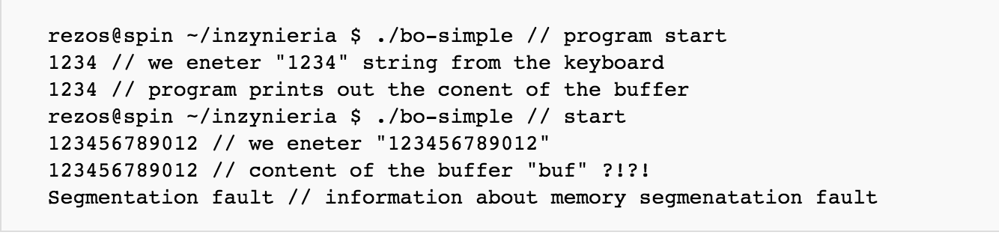 rezos@spin ~/inzynieria $ ./bo-simple // program start
1234 // we eneter "1234" string from the keyboard
1234 // program prints out the conent of the buffer
rezos@spin ~/inzynieria $ ./bo-simple // start
123456789012 // we eneter "123456789012"
123456789012 // content of the buffer "buf" ?!?!
Segmentation fault // information about memory segmenatation fault